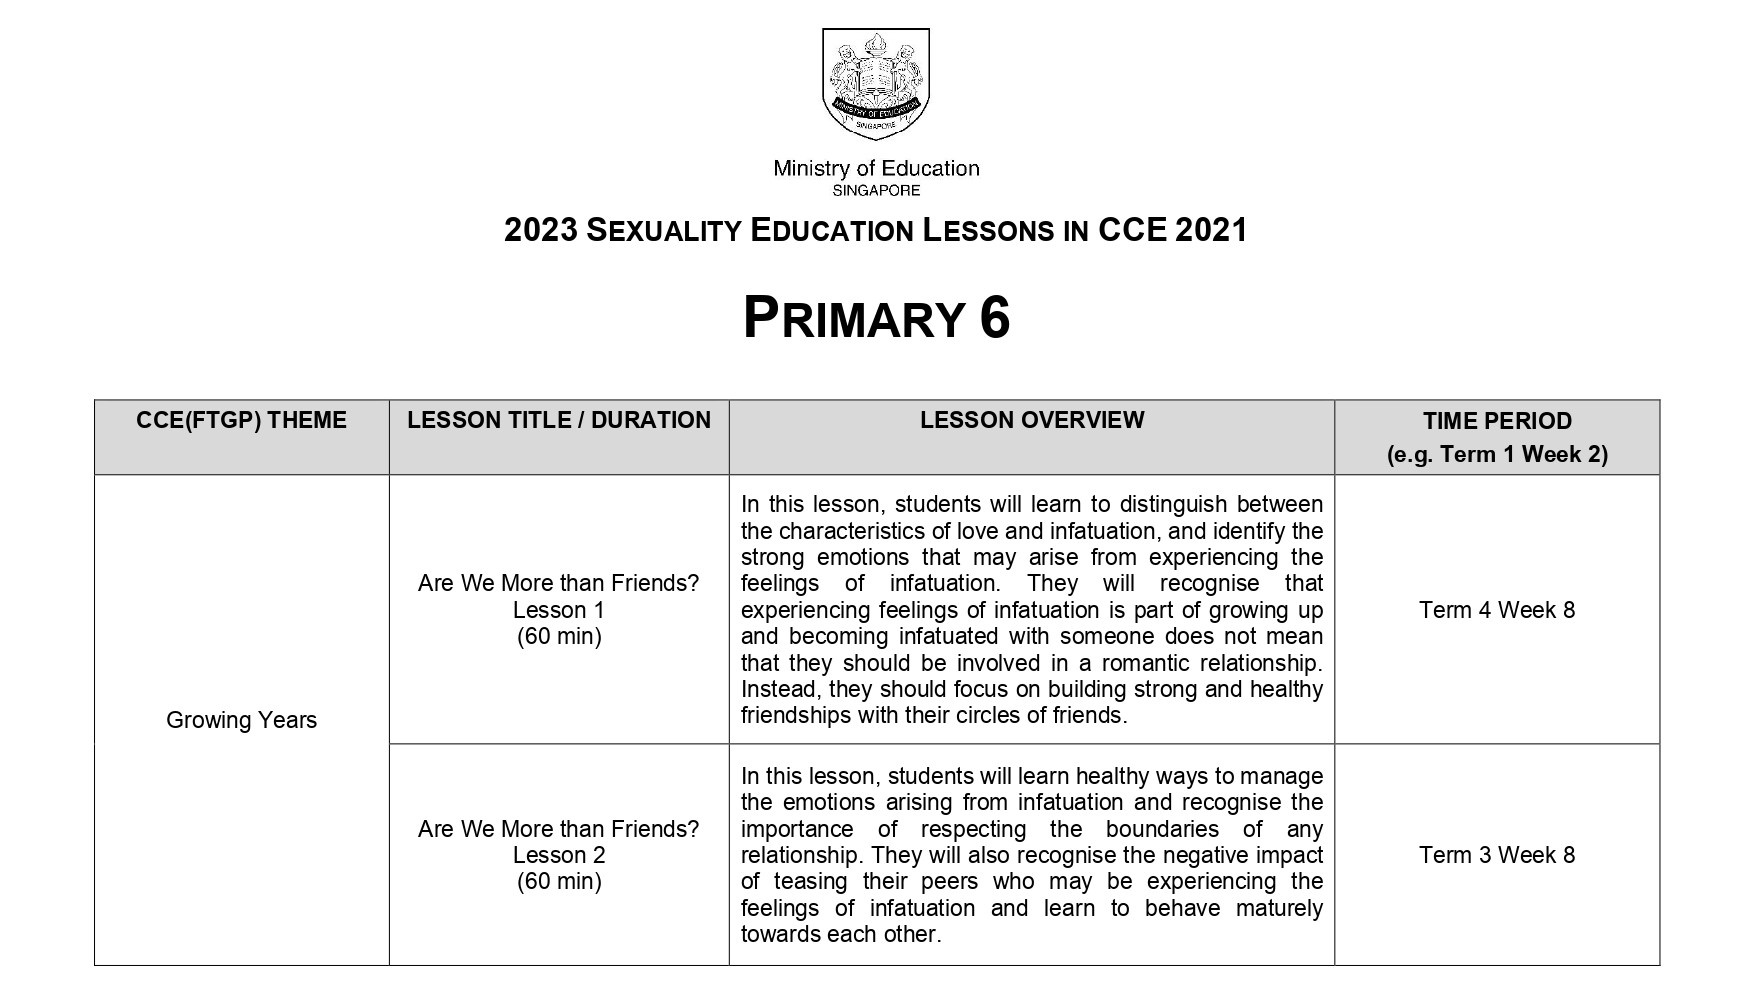 MINISTRY OF EDUCATION
SINGAPORE
Ministry of Education
SINGAPORE
2023 SEXUALITY EDUCATION LESSONS IN CCE 2021
PRIMARY 6
CCE(FTGP) THEME
LESSON TITLE / DURATION
LESSON OVERVIEW
TIME PERIOD
(e.g. Term 1 Week 2)
Growing Years
Are We More than Friends?
Lesson 1
(60 min)
In this lesson, students will learn to distinguish between
the characteristics of love and infatuation, and identify the
strong emotions that may arise from experiencing the
feelings of infatuation. They will recognise that
experiencing feelings of infatuation is part of growing up
and becoming infatuated with someone does not mean
that they should be involved in a romantic relationship.
Instead, they should focus on building strong and healthy
friendships with their circles of friends.
Term 4 Week 8
Are We More than Friends?
Lesson 2
(60 min)
In this lesson, students will learn healthy ways to manage
the emotions arising from infatuation and recognise the
importance of respecting the boundaries of any
relationship. They will also recognise the negative impact
of teasing their peers who may be experiencing the
feelings of infatuation and learn to behave maturely
towards each other.
Term 3 Week 8